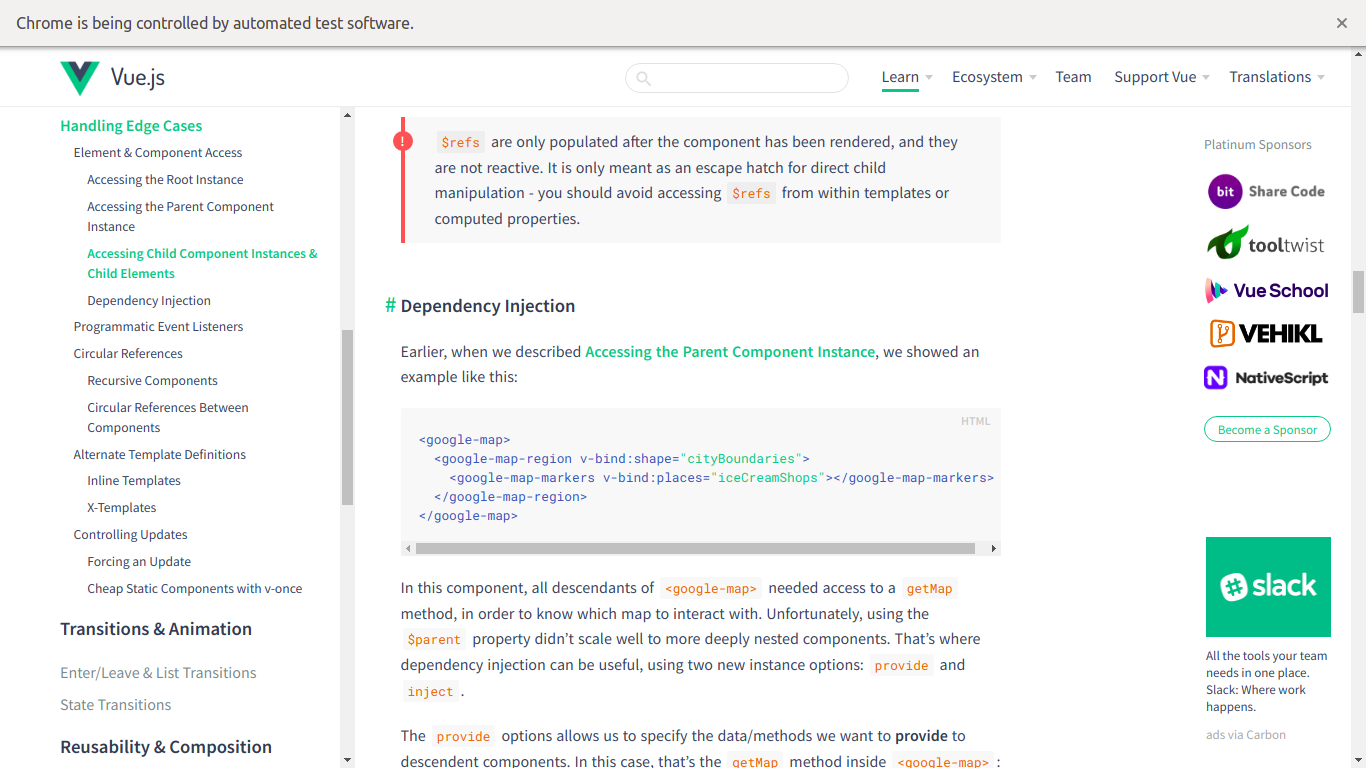 Chrome is being controlled by automated test software.
Vue.js
Learn
Ecosystem
Team
Support Vue
Translations
Handling Edge Cases
Element & Component Access
Accessing the Root Instance
Accessing the Parent Component
Instance
Accessing Child Component Instances &
Child Elements
Dependency Injection
Programmatic Event Listeners
Circular References
Recursive Components
Circular References Between
Components
Alternate Template Definitions
Inline Templates
X-Templates
Controlling Updates
Forcing an Update
Cheap Static Components with v-once
Transitions & Animation
Enter/Leave & List Transitions
State Transitions
Reusability & Composition
!
$refs are only populated after the component has been rendered, and they
are not reactive. It is only meant as an escape hatch for direct child
manipulation - you should avoid accessing $refs from within templates or
computed properties.
# Dependency Injection
Earlier, when we described Accessing the Parent Component Instance, we showed an
example like this:
HTML
<google-map>
<google-map-region v-bind:shape="cityBoundaries">
<google-map-markers v-bind:places="iceCreamShops"></google-map-markers>
</google-map-region>
</google-map>
In this component, all descendants of <google-map> needed access to a getMap
method, in order to know which map to interact with. Unfortunately, using the
$parent property didn’t scale well to more deeply nested components. That’s where
dependency injection can be useful, using two new instance options: provide and
inject.
The provide options allows us to specify the data/methods we want to provide to
descendent components. In this case, that’s the getMap method inside <google-map> :
Platinum Sponsors
bit Share Code
tooltwist
Vue School
VEHIKL
NativeScript
Become a Sponsor
slack
All the tools your team
needs in one place.
Slack: Where work
happens.
ads via Carbon